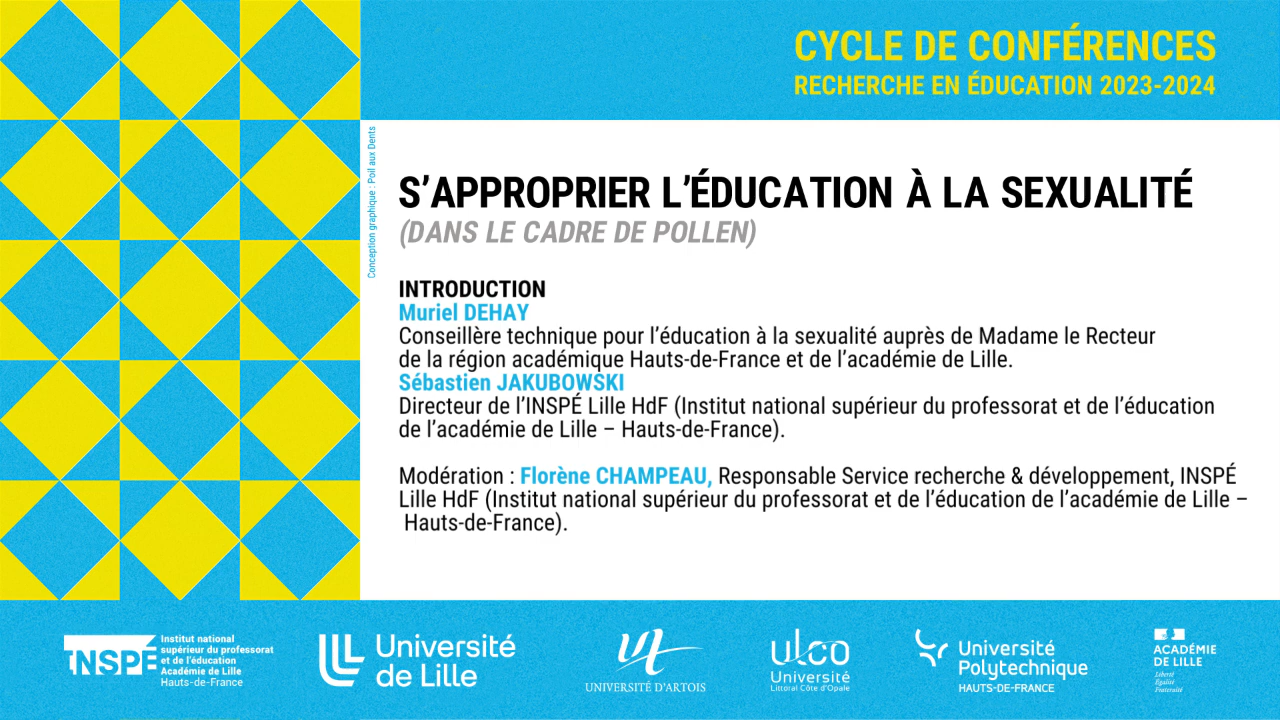 CYCLE DE CONFÉRENCES
RECHERCHE EN ÉDUCATION 2023-2024
Conception graphique : Poil aux Dents
S’APPROPRIER L’ÉDUCATION À LA SEXUALITÉ
(DANS LE CADRE DE POLLEN)
INTRODUCTION
Muriel DEHAY
Conseillère technique pour l’éducation à la sexualité auprès de Madame le Recteur
de la région académique Hauts-de-France et de l’académie de Lille.
Sébastien JAKUBOWSKI
Directeur de l’INSPÉ Lille HdF (Institut national supérieur du professorat et de l’éducation
de l’académie de Lille – Hauts-de-France).
Modération : Florène CHAMPEAU, Responsable Service recherche & développement, INSPÉ
Lille HdF (Institut national supérieur du professorat et de l’éducation de l’académie de Lille –
Hauts-de-France).
INSPÉ
Institut national
supérieur du professorat
et de l’éducation
Académie de Lille
Hauts-de-France
Université
de Lille
UNIVERSITÉ D’ARTOIS
ulco
Université
Littoral Côte d’Opale
Université
Polytechnique
HAUTS-DE-FRANCE
ACADÉMIE
DE LILLE
Liberté
Égalité
Fraternité